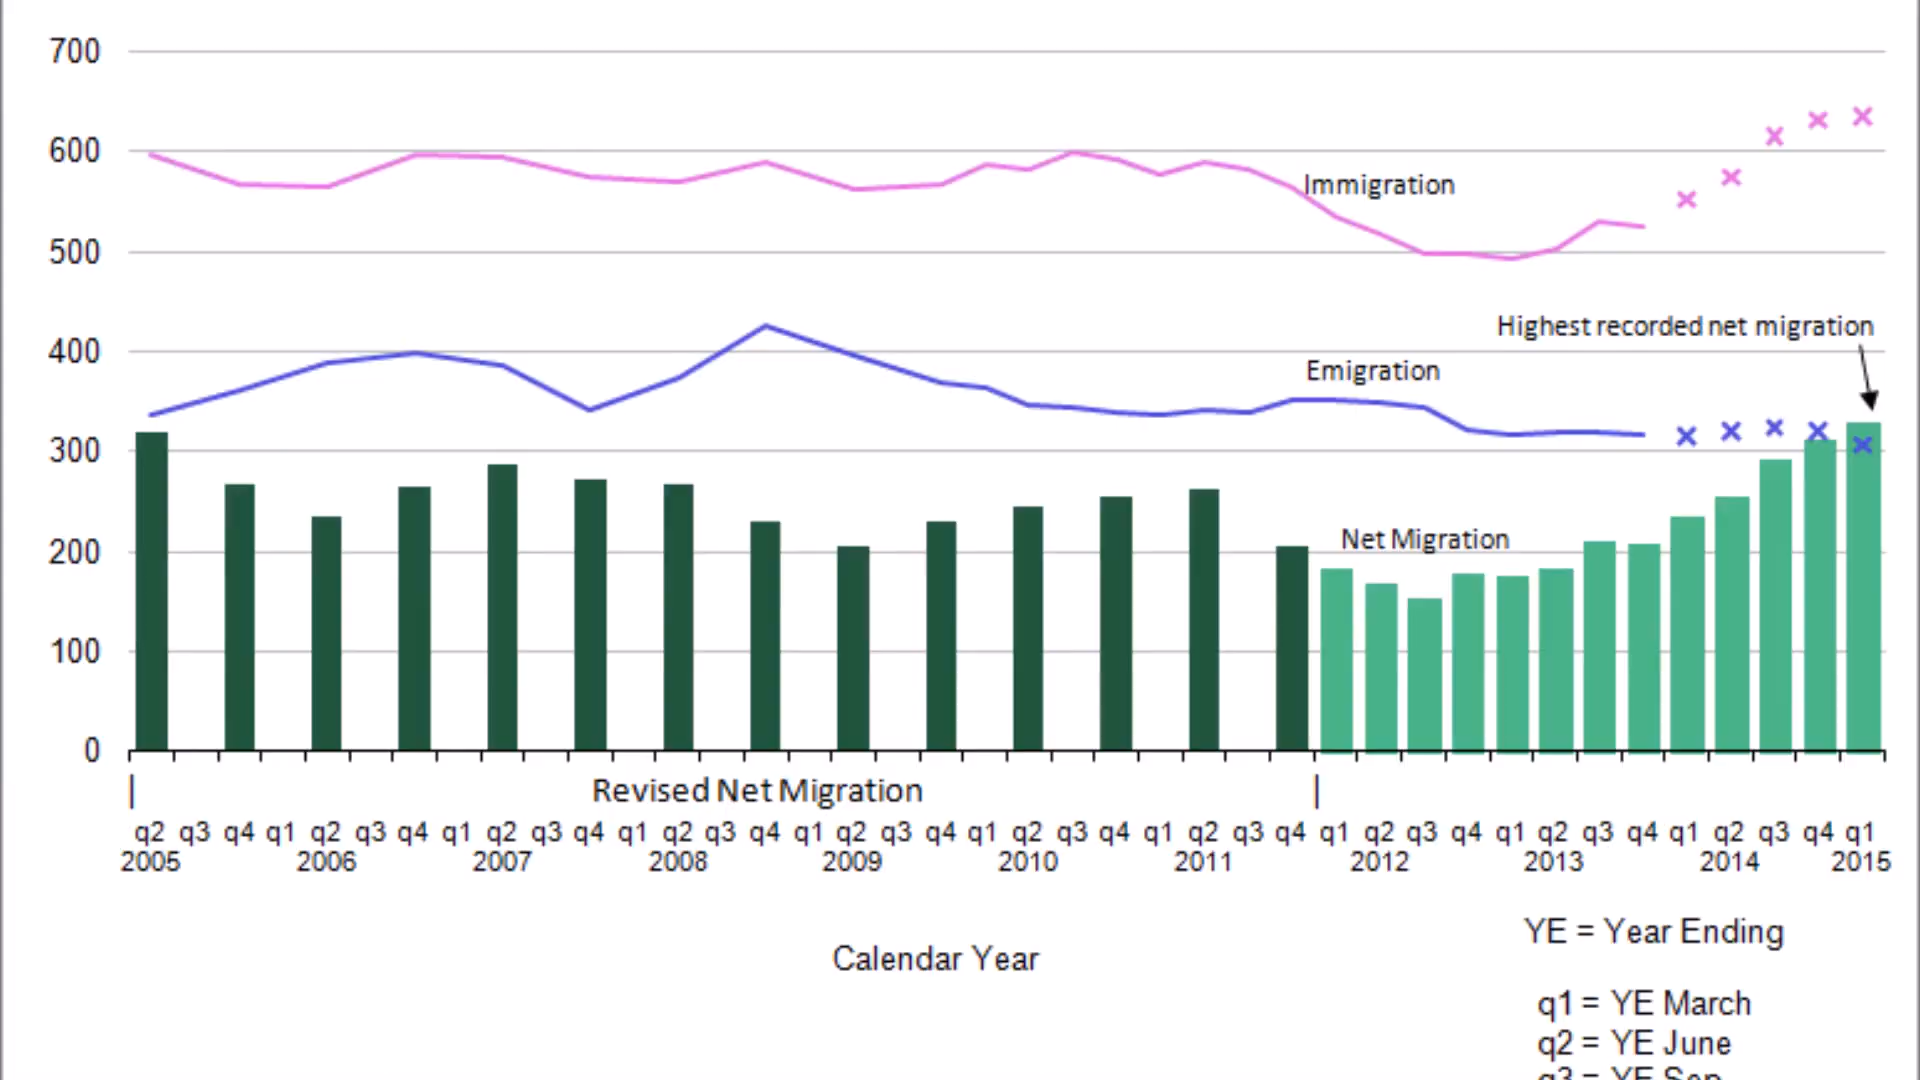 700
600
Immigration
500
Highest recorded net migration
400
Emigration
300
Net Migration
200
100
0
| Revised Net Migration |
q2 q3 q4 q1 q2 q3 q4 q1 q2 q3 q4 q1 q2 q3 q4 q1 q2 q3 q4 q1 q2 q3 q4 q1 q2 q3 q4 q1 q2 q3 q4 q1 q2 q3 q4 q1 q2 q3 q4 q1
2005 2006 2007 2008 2009 2010 2011 2012 2013 2014 2015
Calendar Year
YE = Year Ending
q1 = YE March
q2 = YE June
q3 = YE Sep